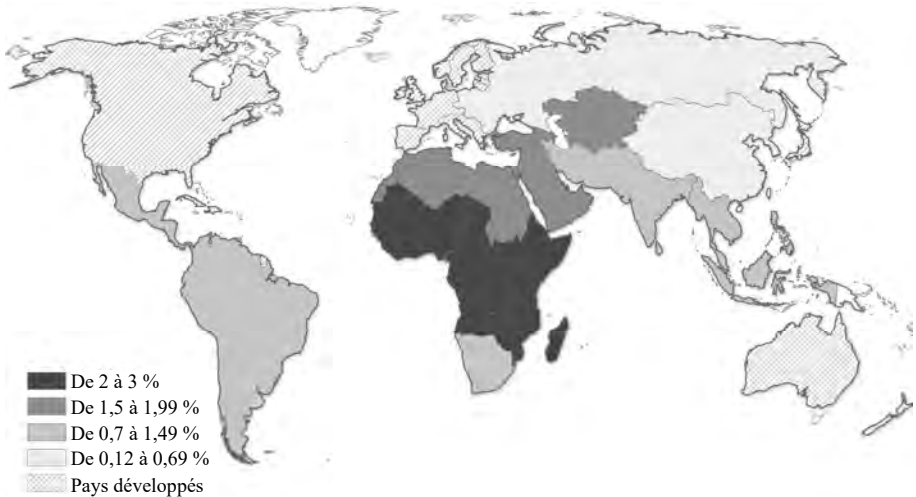 De 2 à 3 %
De 1,5 à 1,99 %
De 0,7 à 1,49 %
De 0,12 à 0,69 %
Pays développés